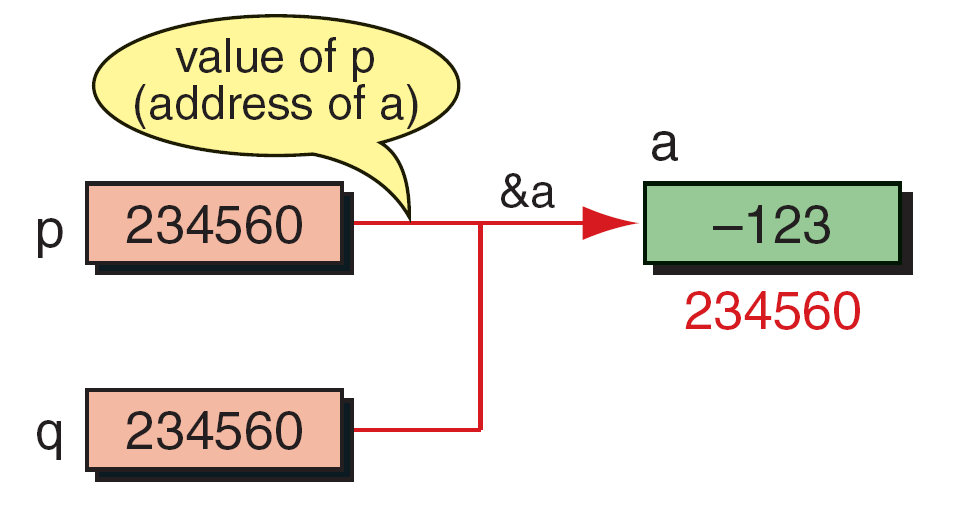 value of p
(address of a)
a
&a
p
234560
–123
234560
q
234560